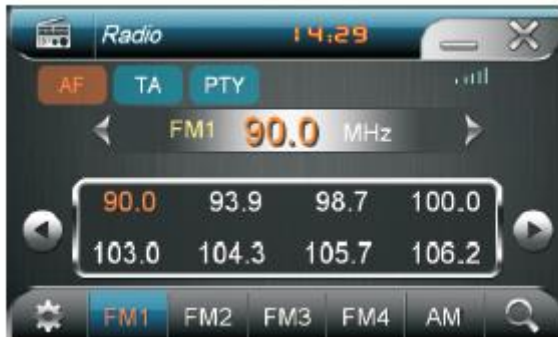 Radio 14:29
AF TA PTY
FM1 90.0 MHz
90.0 93.9 98.7 100.0
103.0 104.3 105.7 106.2
FM1 FM2 FM3 FM4 AM